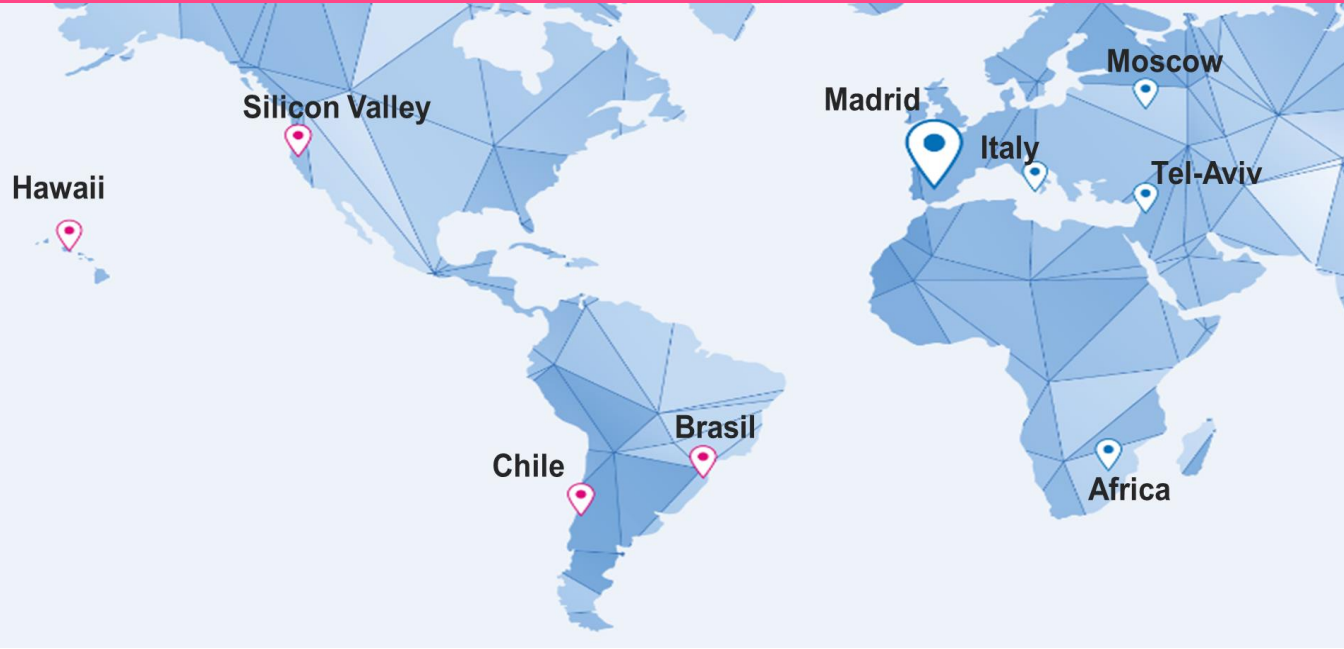 Moscow
Madrid
Silicon Valley
Italy
Tel-Aviv
Hawaii
Brasil
Chile
Africa